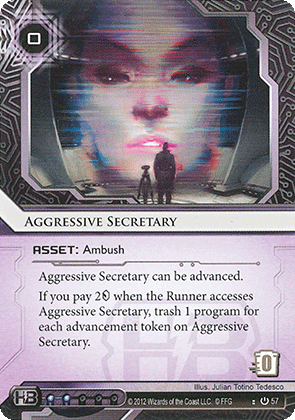 0
AGGRESSIVE SECRETARY
ASSET: Ambush
Aggressive Secretary can be advanced.
If you pay 2 when the Runner accesses
Aggressive Secretary, trash 1 program for
each advancement token on Aggressive
Secretary.
0
Illus. Julian Totino Tedesco
HB
© 2012 Wizards of the Coast LLC. © FFG
57